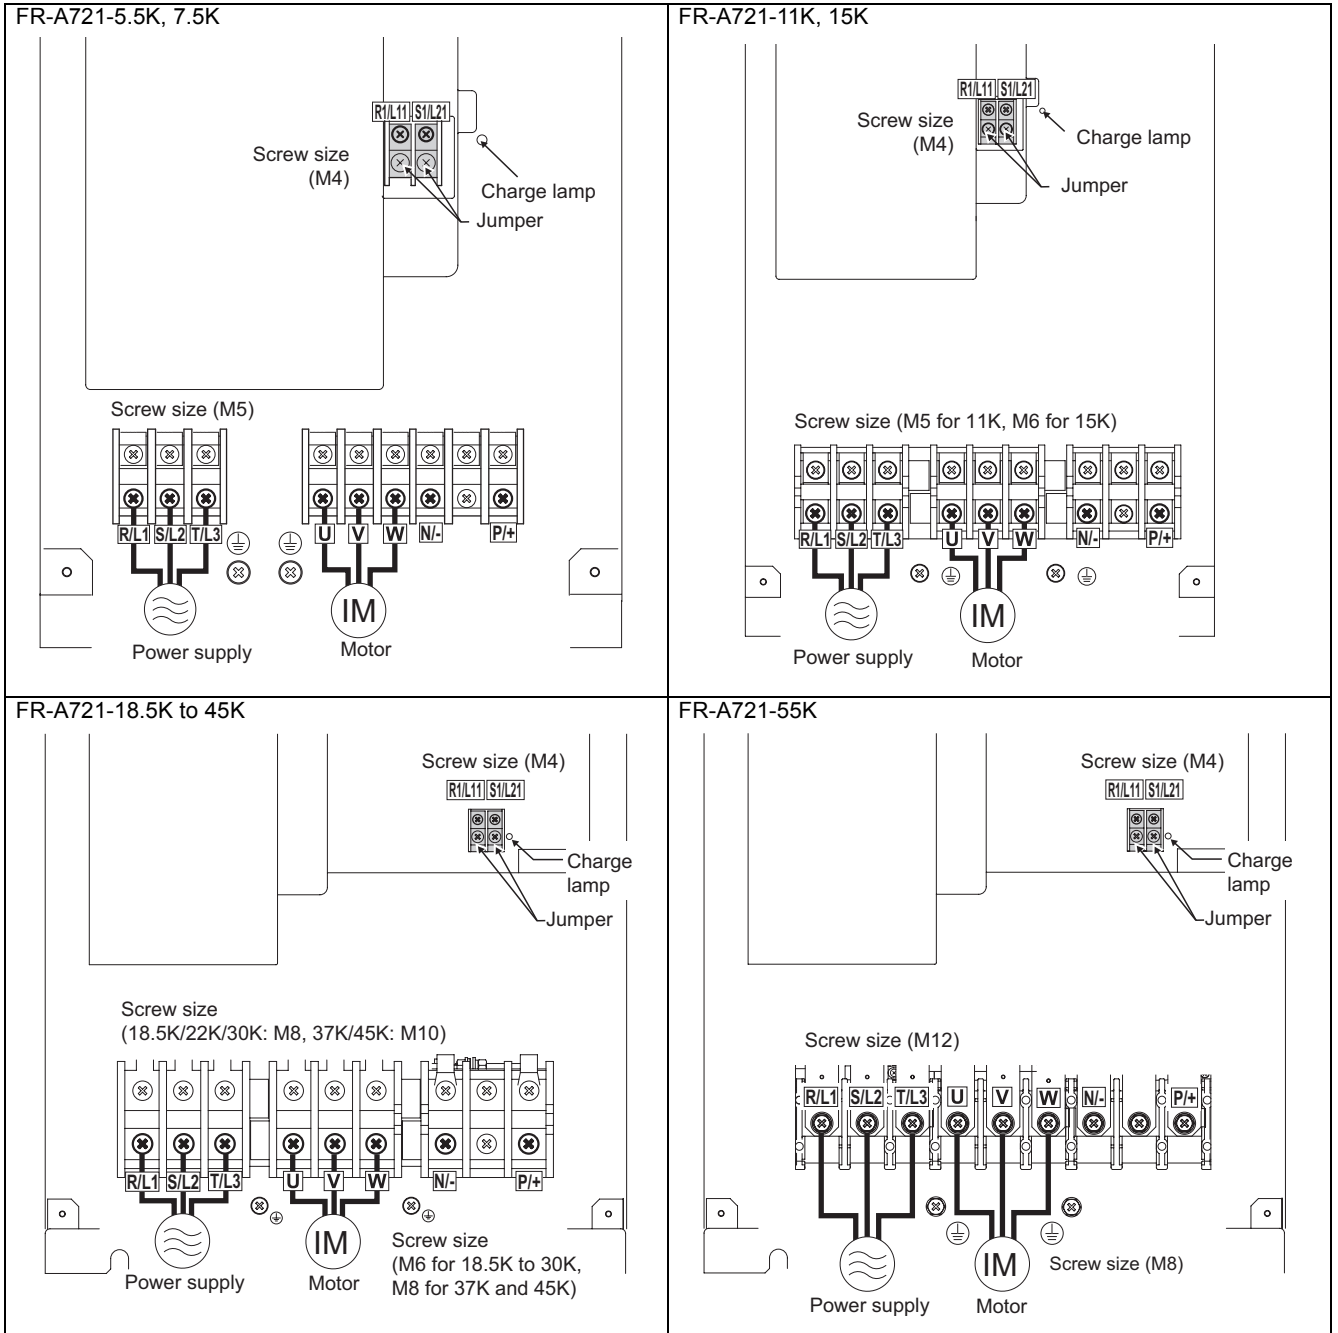 FR-A721-5.5K, 7.5K
R1/L11 S1/L21
Screw size
(M4)
Charge lamp
Jumper
Screw size (M5)
R/L1 S/L2 T/L3
U V W N/- P/+
IM
Power supply
Motor
FR-A721-11K, 15K
R1/L11 S1/L21
Screw size
(M4)
Charge lamp
Jumper
Screw size (M5 for 11K, M6 for 15K)
R/L1 S/L2 T/L3 U V W N/- P/+
IM
Power supply
Motor
FR-A721-18.5K to 45K
Screw size (M4)
R1/L11 S1/L21
Charge
lamp
Jumper
Screw size
(18.5K/22K/30K: M8, 37K/45K: M10)
R/L1 S/L2 T/L3 U V W N/- P/+
IM
Power supply
Motor
Screw size
(M6 for 18.5K to 30K,
M8 for 37K and 45K)
FR-A721-55K
Screw size (M4)
R1/L11 S1/L21
Charge
lamp
Jumper
Screw size (M12)
R/L1 S/L2 T/L3 U V W N/- P/+
IM
Screw size (M8)
Power supply
Motor